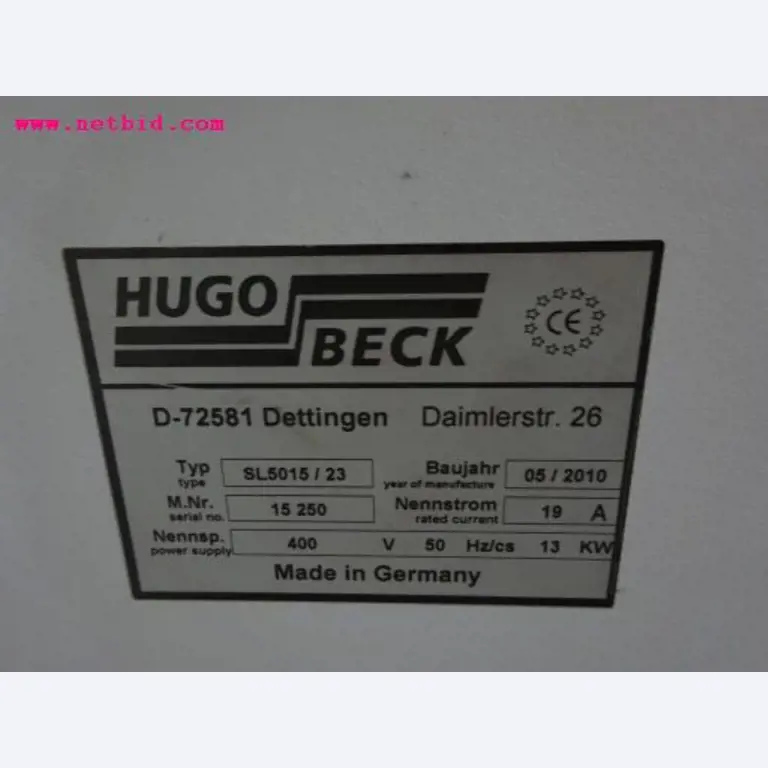 www.netbid.com
HUGO
BECK
CE
D-72581 Dettingen Daimlerstr. 26
Typ SL5015 / 23 Baujahr 05 / 2010
type year of manufacture
M.Nr. 15 250 Nennstrom 19 A
serial no. rated current
Nennsp. 400 V 50 Hz/cs 13 KW
power supply
Made in Germany